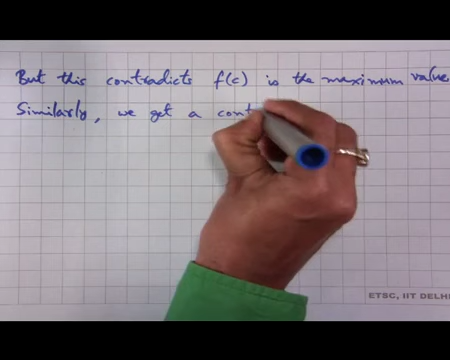 But this contradicts f(c) is the maximum value
Similarly, we get a cont
ETSC, IIT DELHI